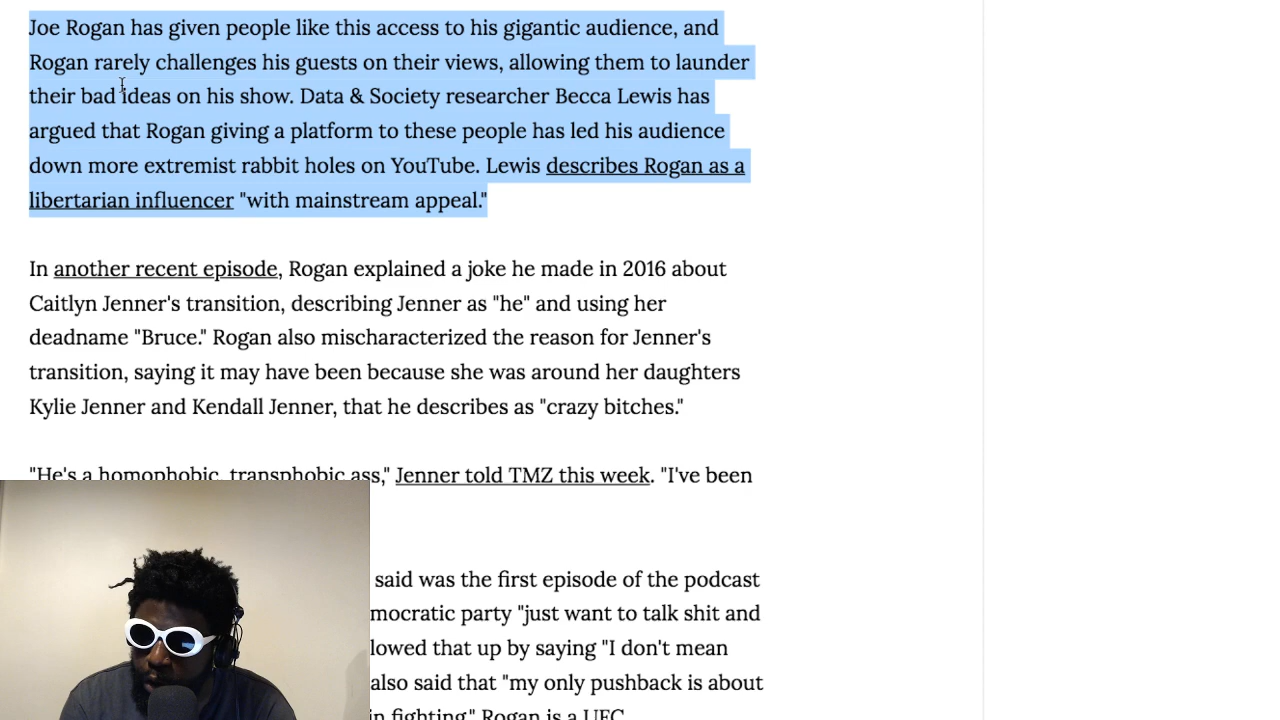 Joe Rogan has given people like this access to his gigantic audience, and
Rogan rarely challenges his guests on their views, allowing them to launder
their bad ideas on his show. Data & Society researcher Becca Lewis has
argued that Rogan giving a platform to these people has led his audience
down more extremist rabbit holes on YouTube. Lewis describes Rogan as a
libertarian influencer "with mainstream appeal."
In another recent episode, Rogan explained a joke he made in 2016 about
Caitlyn Jenner's transition, describing Jenner as "he" and using her
deadname "Bruce." Rogan also mischaracterized the reason for Jenner's
transition, saying it may have been because she was around her daughters
Kylie Jenner and Kendall Jenner, that he describes as "crazy bitches."
"He's a homophobic, transphobic ass," Jenner told TMZ this week. "I've been
said was the first episode of the podcast
mocratic party "just want to talk shit and
lowed that up by saying "I don't mean
also said that "my only pushback is about
in fighting." Rogan is a UFC